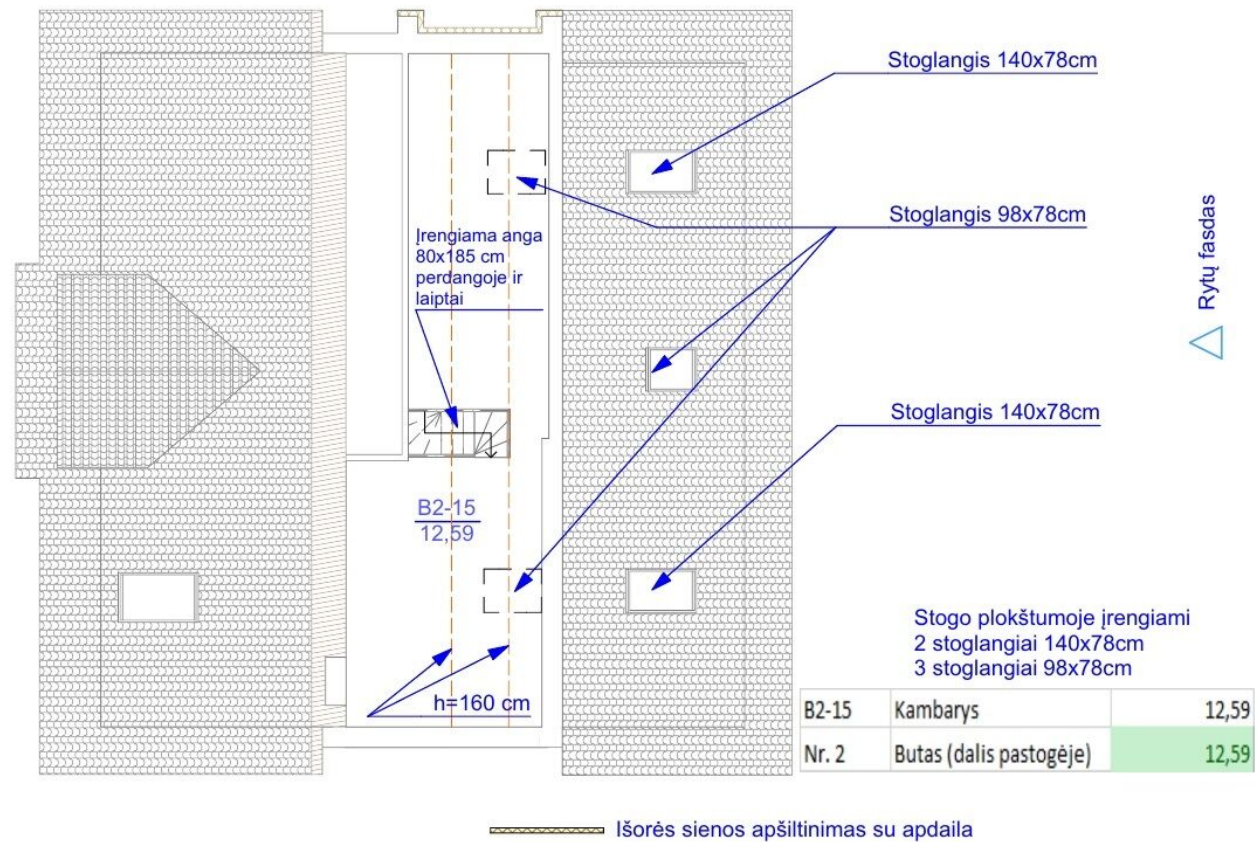 Stoglangis 140x78cm
Stoglangis 98x78cm
Įrengiama anga
80x185 cm
perdangoje ir
laiptai
Rytų fasdas
Stoglangis 140x78cm
B2-15
12,59
h=160 cm
Stogo plokštumoje įrengiami
2 stoglangiai 140x78cm
3 stoglangiai 98x78cm
B2-15 Kambarys 12,59
Nr. 2 Butas (dalis pastogėje) 12,59
Išorės sienos apšiltinimas su apdaila